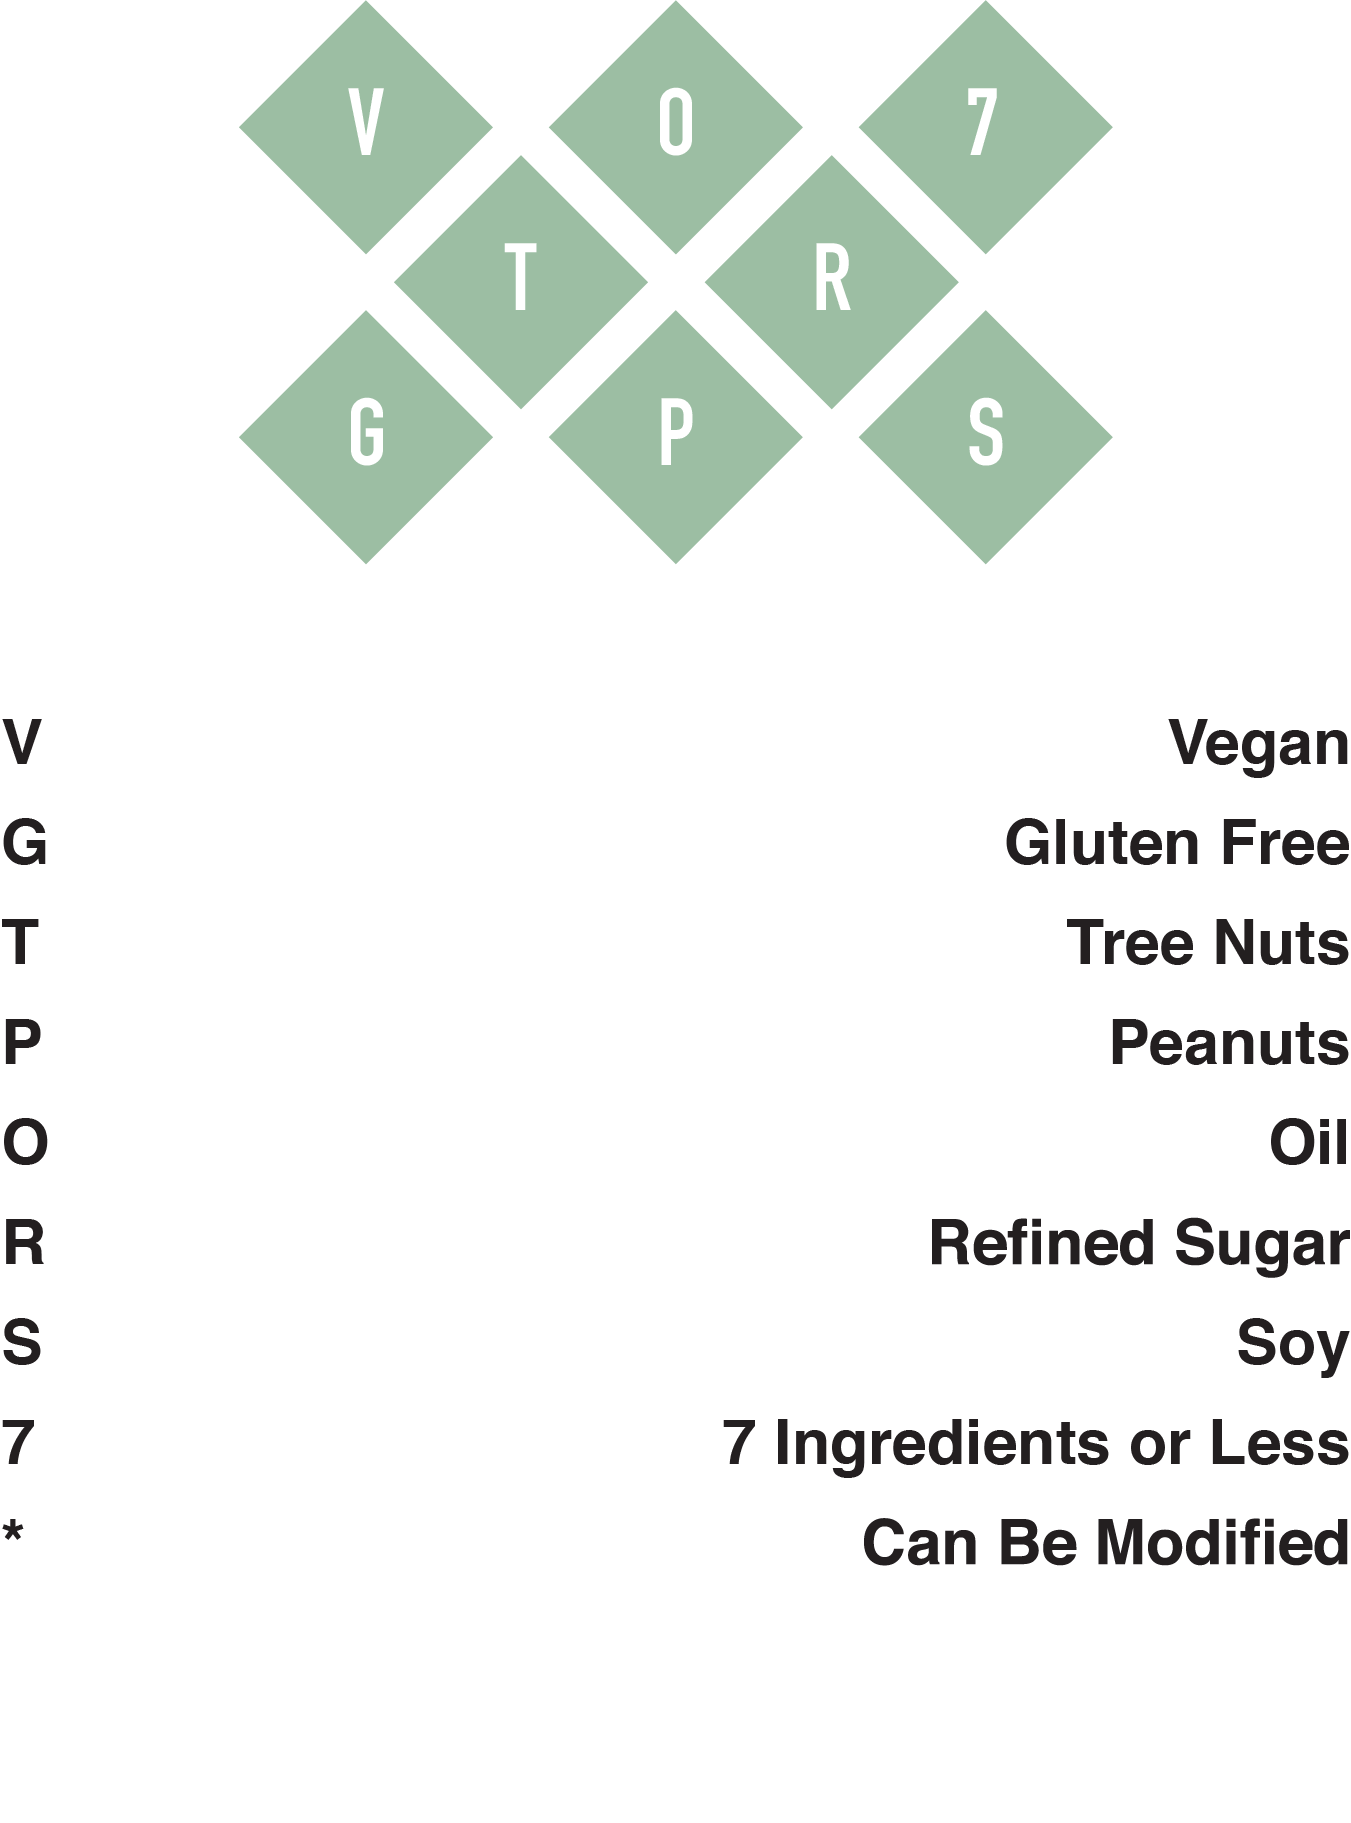 V O 7
T R
G P S
V Vegan
G Gluten Free
T Tree Nuts
P Peanuts
O Oil
R Refined Sugar
S Soy
7 7 Ingredients or Less
* Can Be Modified